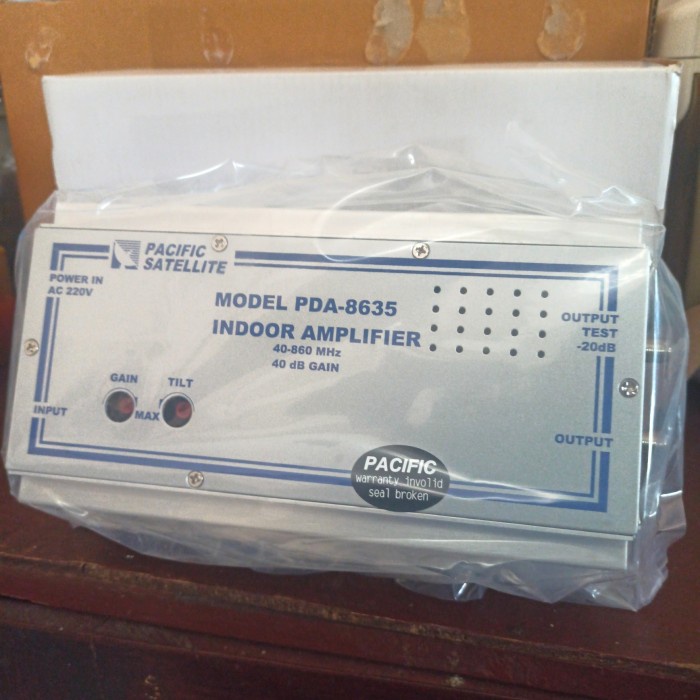 PACIFIC
SATELLITE
POWER IN
AC 220V
MODEL PDA-8635
INDOOR AMPLIFIER
40-860 MHz
40 dB GAIN
OUTPUT
TEST
-20dB
GAIN
TILT
INPUT
MAX
OUTPUT
PACIFIC
warranty involid
seal broken